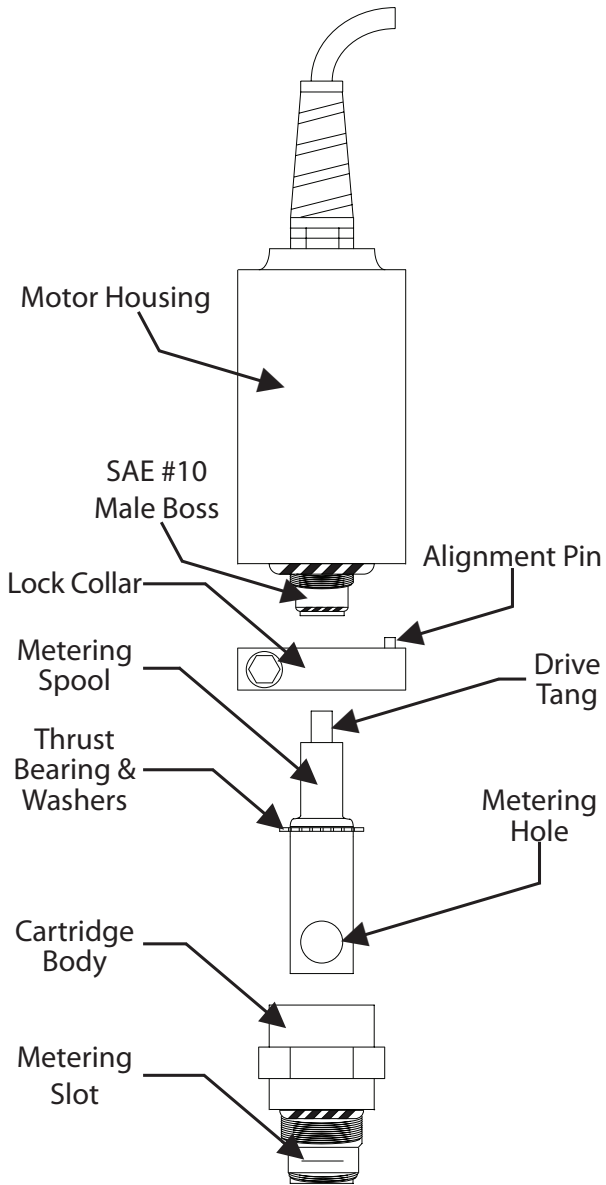 Motor Housing
SAE #10
Male Boss
Alignment Pin
Lock Collar
Metering
Spool
Drive
Tang
Thrust
Bearing &
Washers
Metering
Hole
Cartridge
Body
Metering
Slot